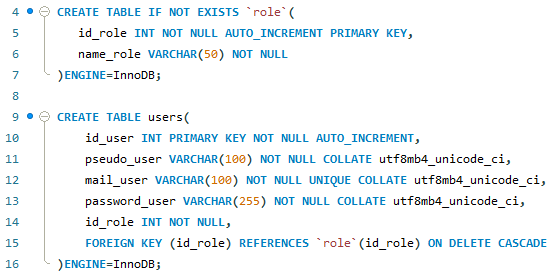 4 CREATE TABLE IF NOT EXISTS `role`(
5 id_role INT NOT NULL AUTO_INCREMENT PRIMARY KEY,
6 name_role VARCHAR(50) NOT NULL
7 )ENGINE=InnoDB;
8
9 CREATE TABLE users(
10 id_user INT PRIMARY KEY NOT NULL AUTO_INCREMENT,
11 pseudo_user VARCHAR(100) NOT NULL COLLATE utf8mb4_unicode_ci,
12 mail_user VARCHAR(100) NOT NULL UNIQUE COLLATE utf8mb4_unicode_ci,
13 password_user VARCHAR(255) NOT NULL COLLATE utf8mb4_unicode_ci,
14 id_role INT NOT NULL,
15 FOREIGN KEY (id_role) REFERENCES `role`(id_role) ON DELETE CASCADE
16 )ENGINE=InnoDB;